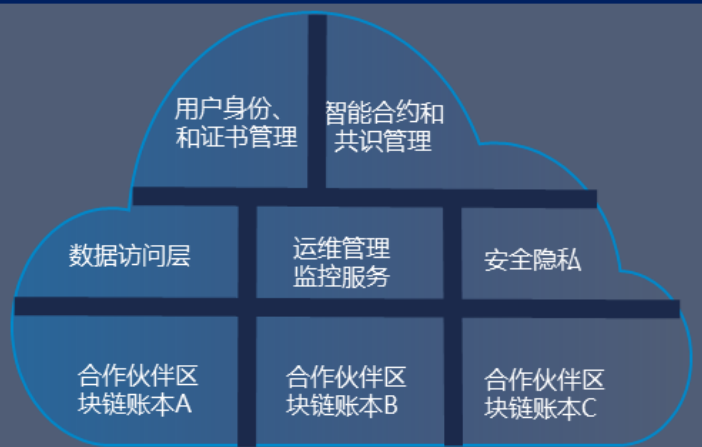 用户身份、
和证书管理
智能合约和
共识管理
数据访问层
运维管理
监控服务
安全隐私
合作伙伴区
块链账本A
合作伙伴区
块链账本B
合作伙伴区
块链账本C